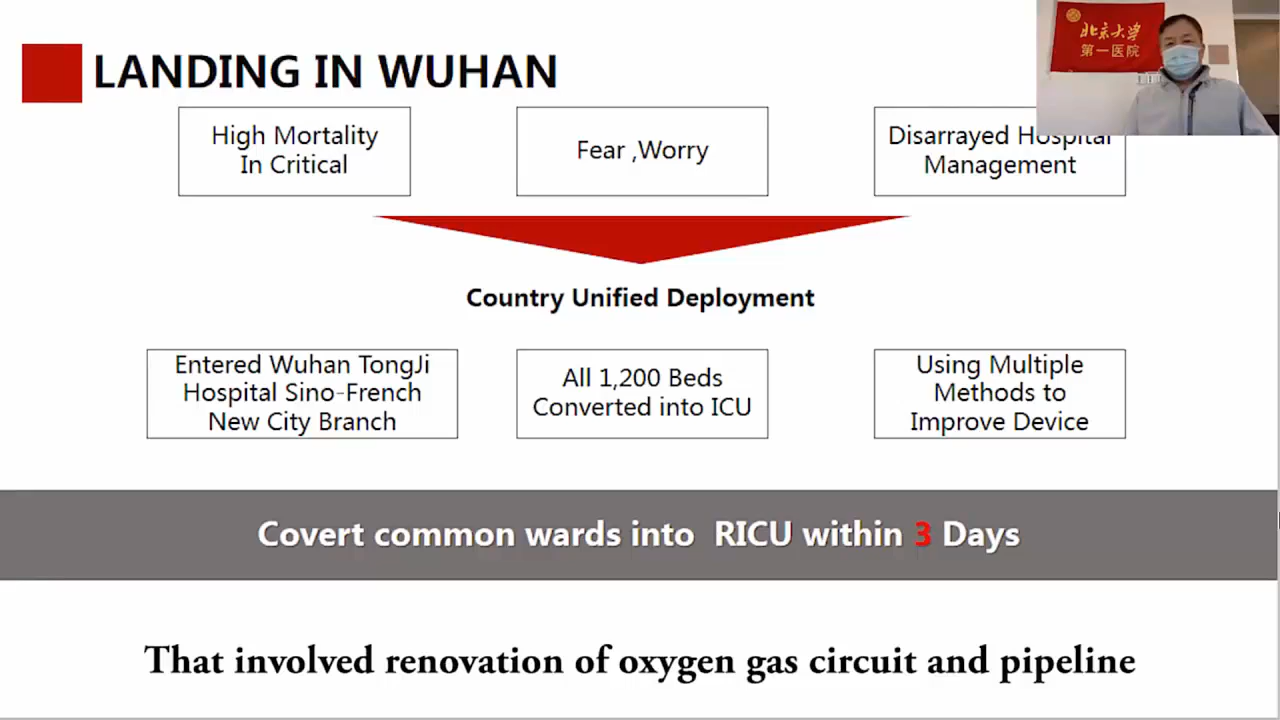 LANDING IN WUHAN
北京大学
第一医院
High Mortality
In Critical
Fear ,Worry
Disarrayed Hospital
Management
Country Unified Deployment
Entered Wuhan TongJi
Hospital Sino-French
New City Branch
All 1,200 Beds
Converted into ICU
Using Multiple
Methods to
Improve Device
Covert common wards into RICU within 3 Days
That involved renovation of oxygen gas circuit and pipeline